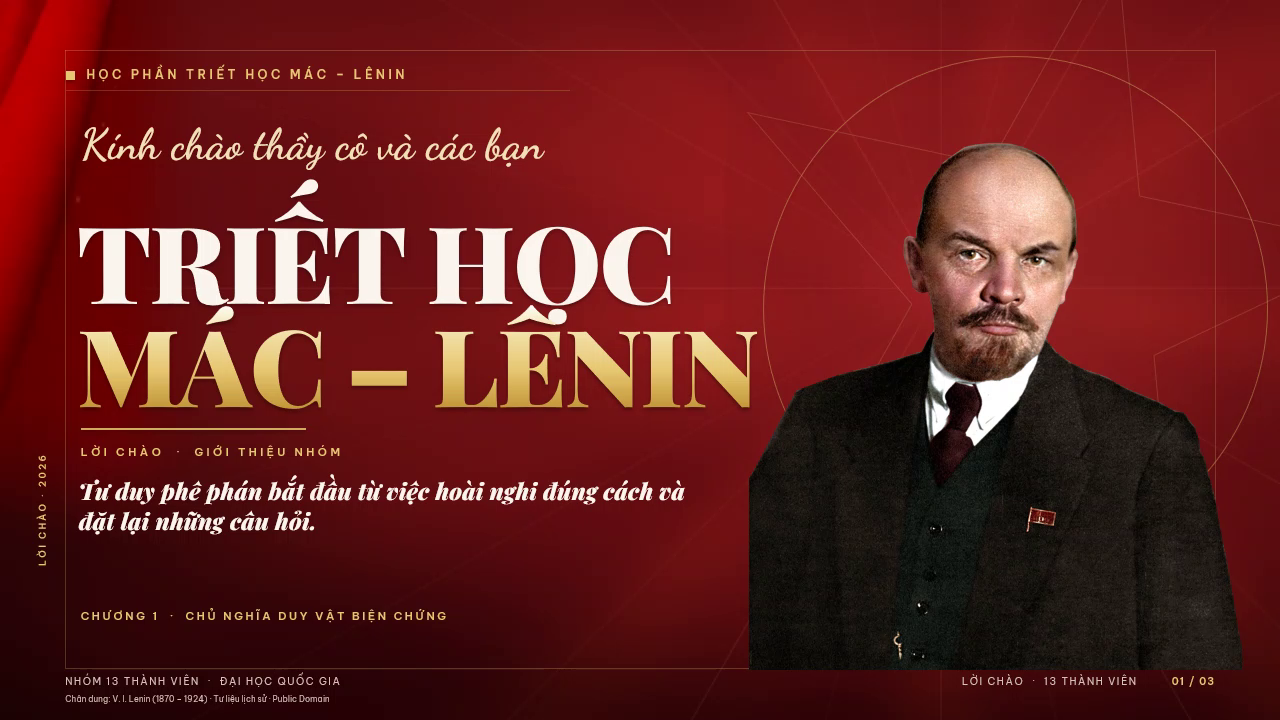 HỌC PHẦN TRIẾT HỌC MÁC – LÊNIN
Kính chào thầy cô và các bạn
TRIẾT HỌC
MÁC – LÊNIN
LỜI CHÀO · GIỚI THIỆU NHÓM
Tư duy phê phán bắt đầu từ việc hoài nghi đúng cách và
đặt lại những câu hỏi.
LỜI CHÀO · 2026
CHƯƠNG 1 · CHỦ NGHĨA DUY VẬT BIỆN CHỨNG
NHÓM 13 THÀNH VIÊN · ĐẠI HỌC QUỐC GIA
Chân dung: V. I. Lenin (1870 – 1924) · Tư liệu lịch sử · Public Domain
LỜI CHÀO · 13 THÀNH VIÊN 01 / 03